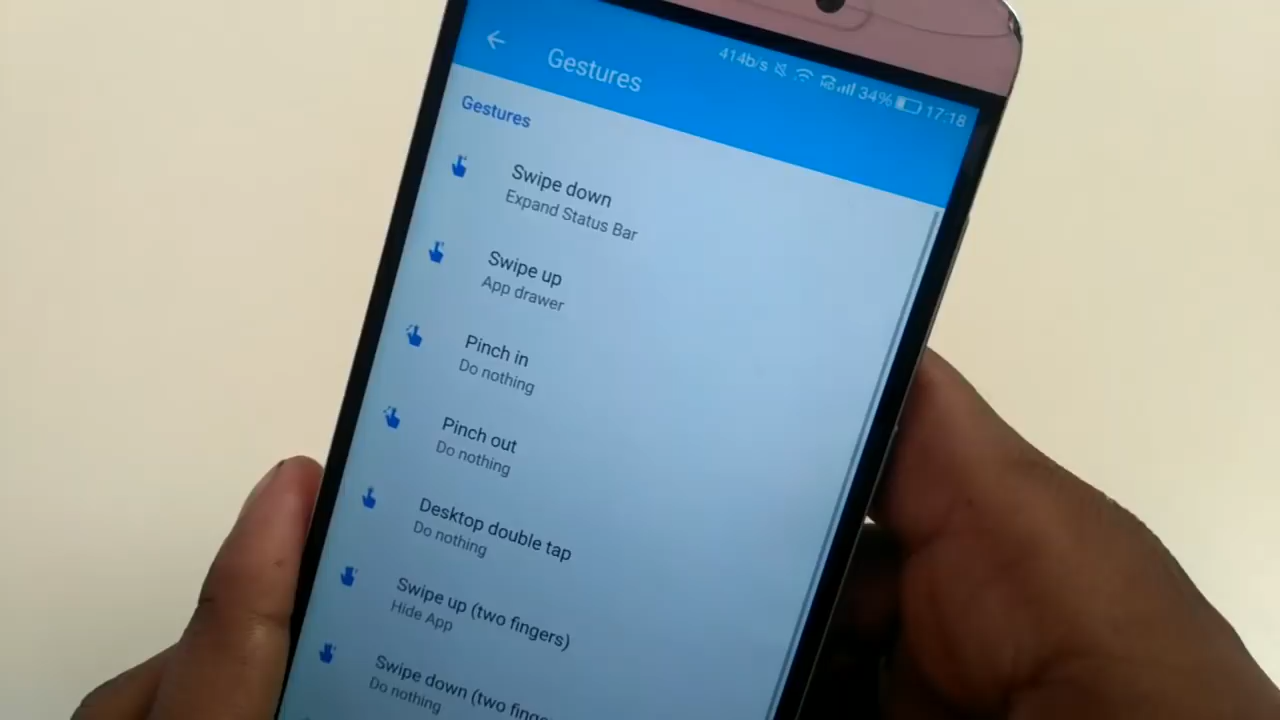 414b/s HD 34% 17:18
Gestures
Gestures
Swipe down
Expand Status Bar
Swipe up
App drawer
Pinch in
Do nothing
Pinch out
Do nothing
Desktop double tap
Do nothing
Swipe up (two fingers)
Hide App
Swipe down (two
Do nothing